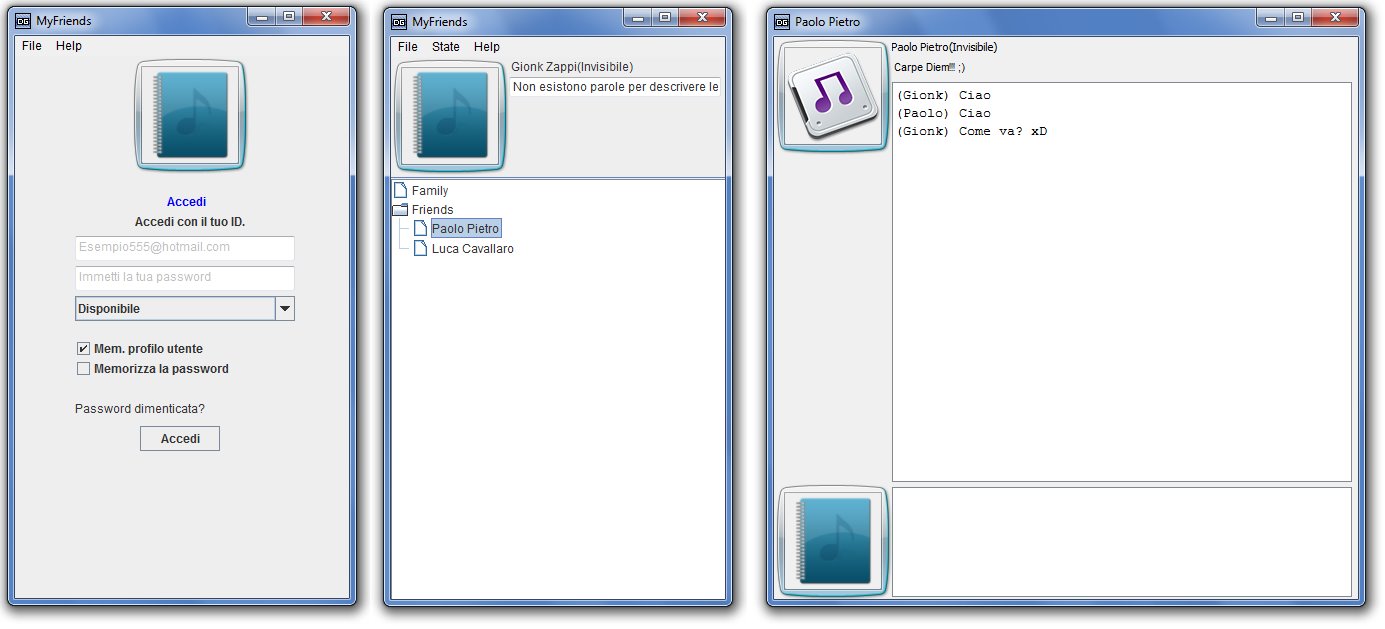 DG MyFriends
File Help
Accedi
Accedi con il tuo ID.
Esempio555@hotmail.com
Immetti la tua password
Disponibile
Mem. profilo utente
Memorizza la password
Password dimenticata?
Accedi
DG MyFriends
File State Help
Gionk Zappi(Invisibile)
Non esistono parole per descrivere le
Family
Friends
Paolo Pietro
Luca Cavallaro
DG Paolo Pietro
Paolo Pietro(Invisibile)
Carpe Diem!!! ;)
(Gionk) Ciao
(Paolo) Ciao
(Gionk) Come va? xD